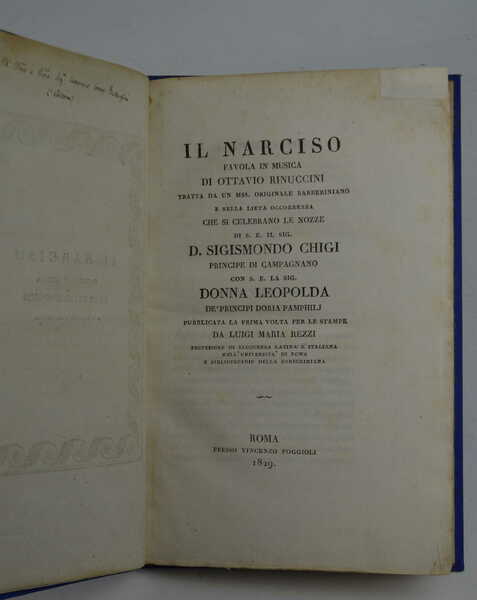 IL NARCISO
FAVOLA IN MUSICA
DI OTTAVIO RINUCCINI
TRATTA DA UN MSS. ORIGINALE BARBERINIANO
E NELLA LIETA OCCORRENZA
CHE SI CELEBRANO LE NOZZE
DI S. E. IL SIG.
D. SIGISMONDO CHIGI
PRINCIPE DI CAMPAGNANO
CON S. E. LA SIG.
DONNA LEOPOLDA
DE' PRINCIPI DORIA PAMPHILJ
PUBBLICATA LA PRIMA VOLTA PER LE STAMPE
DA LUIGI MARIA REZZI
PROFESSORE DI ELOQUENZA LATINA E ITALIANA
NELL' UNIVERSITA' DI ROMA
E BIBLIOTECARIO DELLA BARBERINIANA
ROMA
PRESSO VINCENZO POGGIOLI
1829.